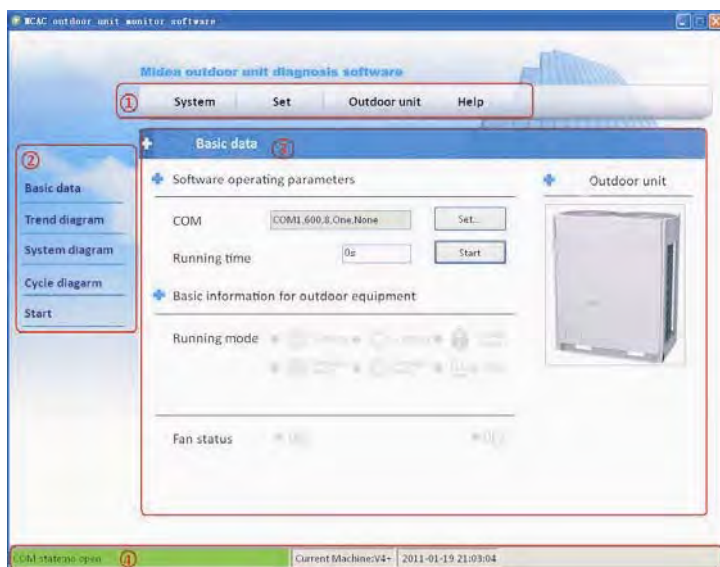 MCAC outdoor unit monitor software
Midea outdoor unit diagnosis software
① System Set Outdoor unit Help
Basic data ③
②
Basic data
Trend diagram
System diagram
Cycle diagarm
Start
Software operating parameters
COM COM1,600,8,One,None Set...
Running time 0s Start
Basic information for outdoor equipment
Running mode
Fan status
Outdoor unit
COM state:no open ④ Current Machine:V4+ 2011-01-19 21:03:04